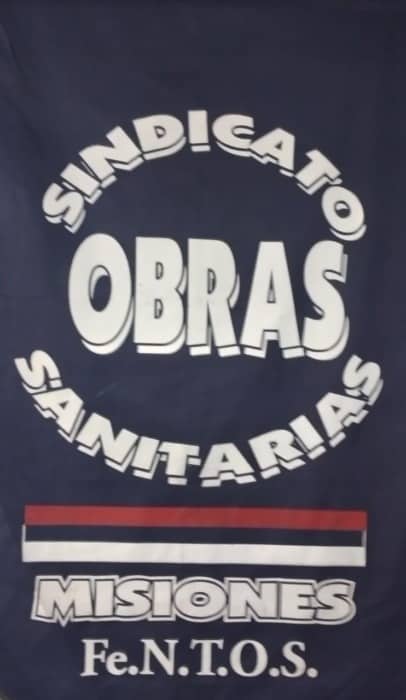 SINDICATO
OBRAS
SANITARIAS
MISIONES
Fe.N.T.O.S.